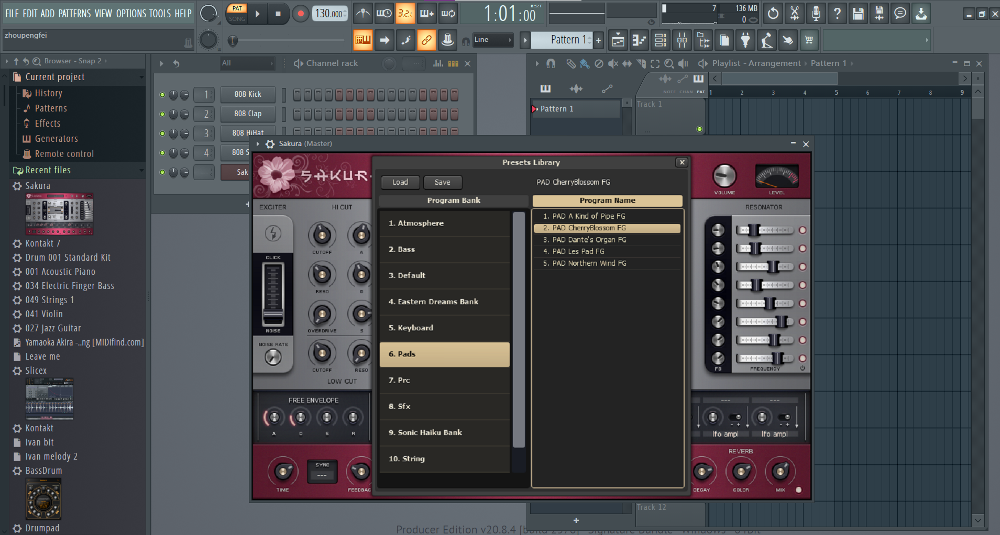 FILE EDIT ADD PATTERNS VIEW OPTIONS TOOLS HELP
PAT
SONG
130.000
3.2.
1:01:00
B:S:T
7
136 MB
0
zhoupengfei
Line
Pattern 1
+
Browser - Snap 2
Current project
History
Patterns
Effects
Generators
Remote control
Recent files
Sakura
Kontakt 7
Drum 001 Standard Kit
001 Acoustic Piano
034 Electric Finger Bass
049 Strings 1
041 Violin
027 Jazz Guitar
Yamaoka Akira -..ng [MIDIfind.com]
Leave me
Slicex
Kontakt
Ivan bit
Ivan melody 2
BassDrum
Drumpad
All
Channel rack
1
808 Kick
2
808 Clap
3
808 HiHat
4
808 S
---
Sak
Playlist - Arrangement
Pattern 1
NOTE CHAN PAT
1 2 3 4 5 6 7 8 9
Pattern 1
Track 1
Sakura (Master)
SAKUR
Presets Library
x
Load
Save
PAD CherryBlossom FG
Program Bank
Program Name
1. Atmosphere
2. Bass
3. Default
4. Eastern Dreams Bank
5. Keyboard
6. Pads
7. Prc
8. Sfx
9. Sonic Haiku Bank
10. String
1. PAD A Kind of Pipe FG
2. PAD CherryBlossom FG
3. PAD Dante's Organ FG
4. PAD Les Pad FG
5. PAD Northern Wind FG
EXCITER
HI CUT
CLICK
NOISE
NOISE RATE
CUTOFF
A
RESO
D
OVERDRIVE
S
CUTOFF
RESO
LOW CUT
FREE ENVELOPE
A D S R
TIME
SYNC
---
FEEDBAC
VOLUME
LEVEL
RESONATOR
FB
FREQUENCY
---
---
- +
- +
lfo ampl
lfo ampl
REVERB
DECAY
COLOR
MIX
Track 12
+
Producer Edition v20.8.4 [build 2576] - Signature Bundle - Windows - 64Bit